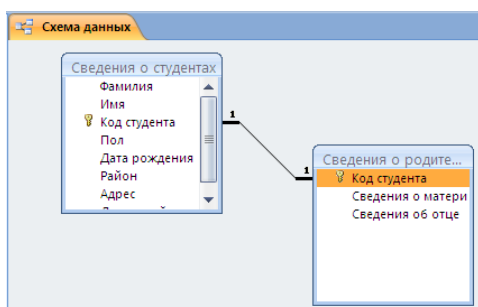 Схема данных
Сведения о студентах
Фамилия
Имя
Код студента
Пол
Дата рождения
Район
Адрес
1
1
Сведения о родите...
Код студента
Сведения о матери
Сведения об отце